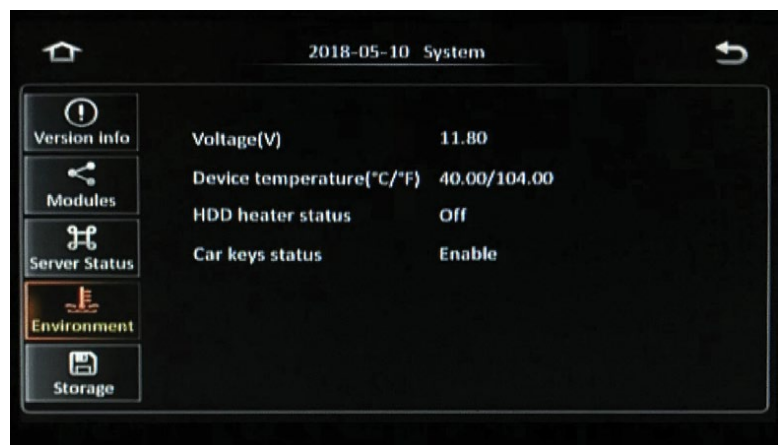 2018-05-10 System
Version info
Modules
Server Status
Environment
Storage
Voltage(V) 11.80
Device temperature(°C/°F) 40.00/104.00
HDD heater status Off
Car keys status Enable